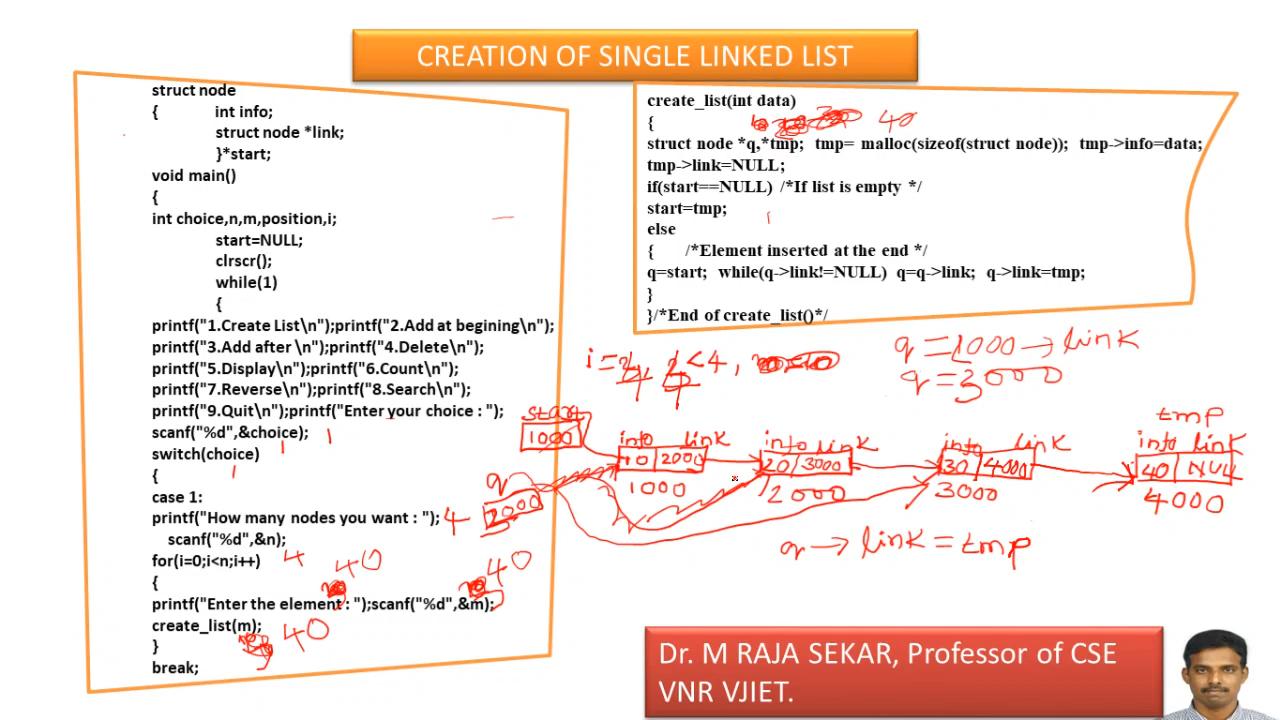 CREATION OF SINGLE LINKED LIST
struct node
{ int info;
struct node *link;
}*start;
void main()
{
int choice,n,m,position,i;
start=NULL;
clrscr();
while(1)
{
printf("1.Create List\n");printf("2.Add at begining\n");
printf("3.Add after \n");printf("4.Delete\n");
printf("5.Display\n");printf("6.Count\n");
printf("7.Reverse\n");printf("8.Search\n");
printf("9.Quit\n");printf("Enter your choice : ");
scanf("%d",&choice); 1
switch(choice) 1
{ 1
case 1:
printf("How many nodes you want : "); 4
scanf("%d",&n);
for(i=0;i<n;i++) 4
40 40
{
printf("Enter the element : ");scanf("%d",&m);
create_list(m); 40
}
break;
create_list(int data)
{ 40
struct node *q,*tmp; tmp= malloc(sizeof(struct node)); tmp->info=data;
tmp->link=NULL;
if(start==NULL) /*If list is empty */
start=tmp;
else
{ /*Element inserted at the end */
q=start; while(q->link!=NULL) q=q->link; q->link=tmp;
}
}/*End of create_list()*/
q=1000→link
q=3000
start
1000
info link
10 2000
1000
info link
20 3000
2000
info link
30 4000
3000
tmp
info link
40 NULL
4000
q
q→link=tmp
Dr. M RAJA SEKAR, Professor of CSE
VNR VJIET.